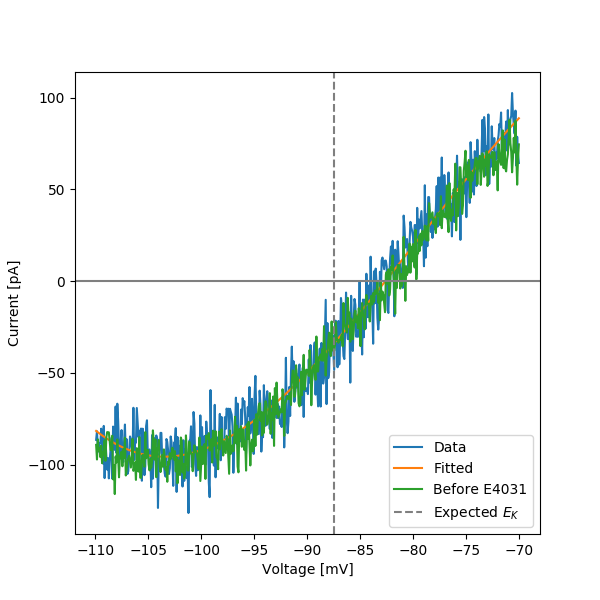 100
50
0
−50
−100
Current [pA]
Data
Fitted
Before E4031
Expected $E_K$
−110 −105 −100 −95 −90 −85 −80 −75 −70
Voltage [mV]